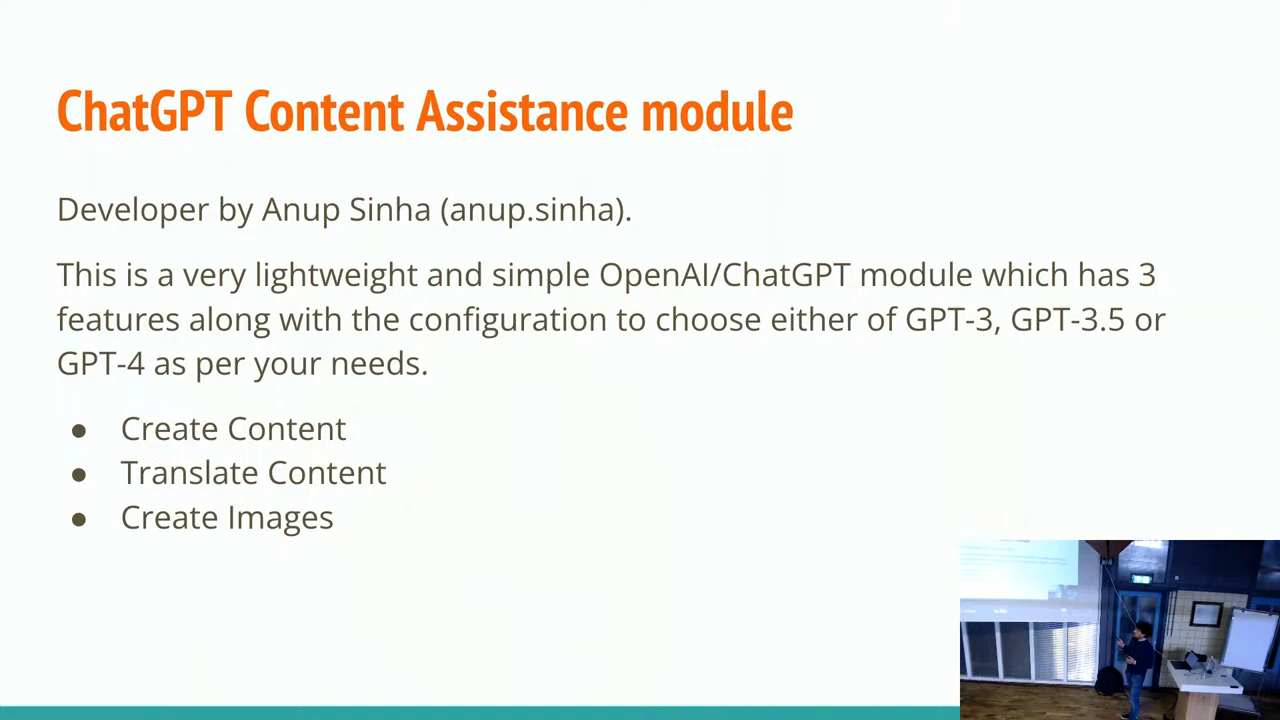 ChatGPT Content Assistance module
Developer by Anup Sinha (anup.sinha).
This is a very lightweight and simple OpenAI/ChatGPT module which has 3
features along with the configuration to choose either of GPT-3, GPT-3.5 or
GPT-4 as per your needs.
● Create Content
● Translate Content
● Create Images